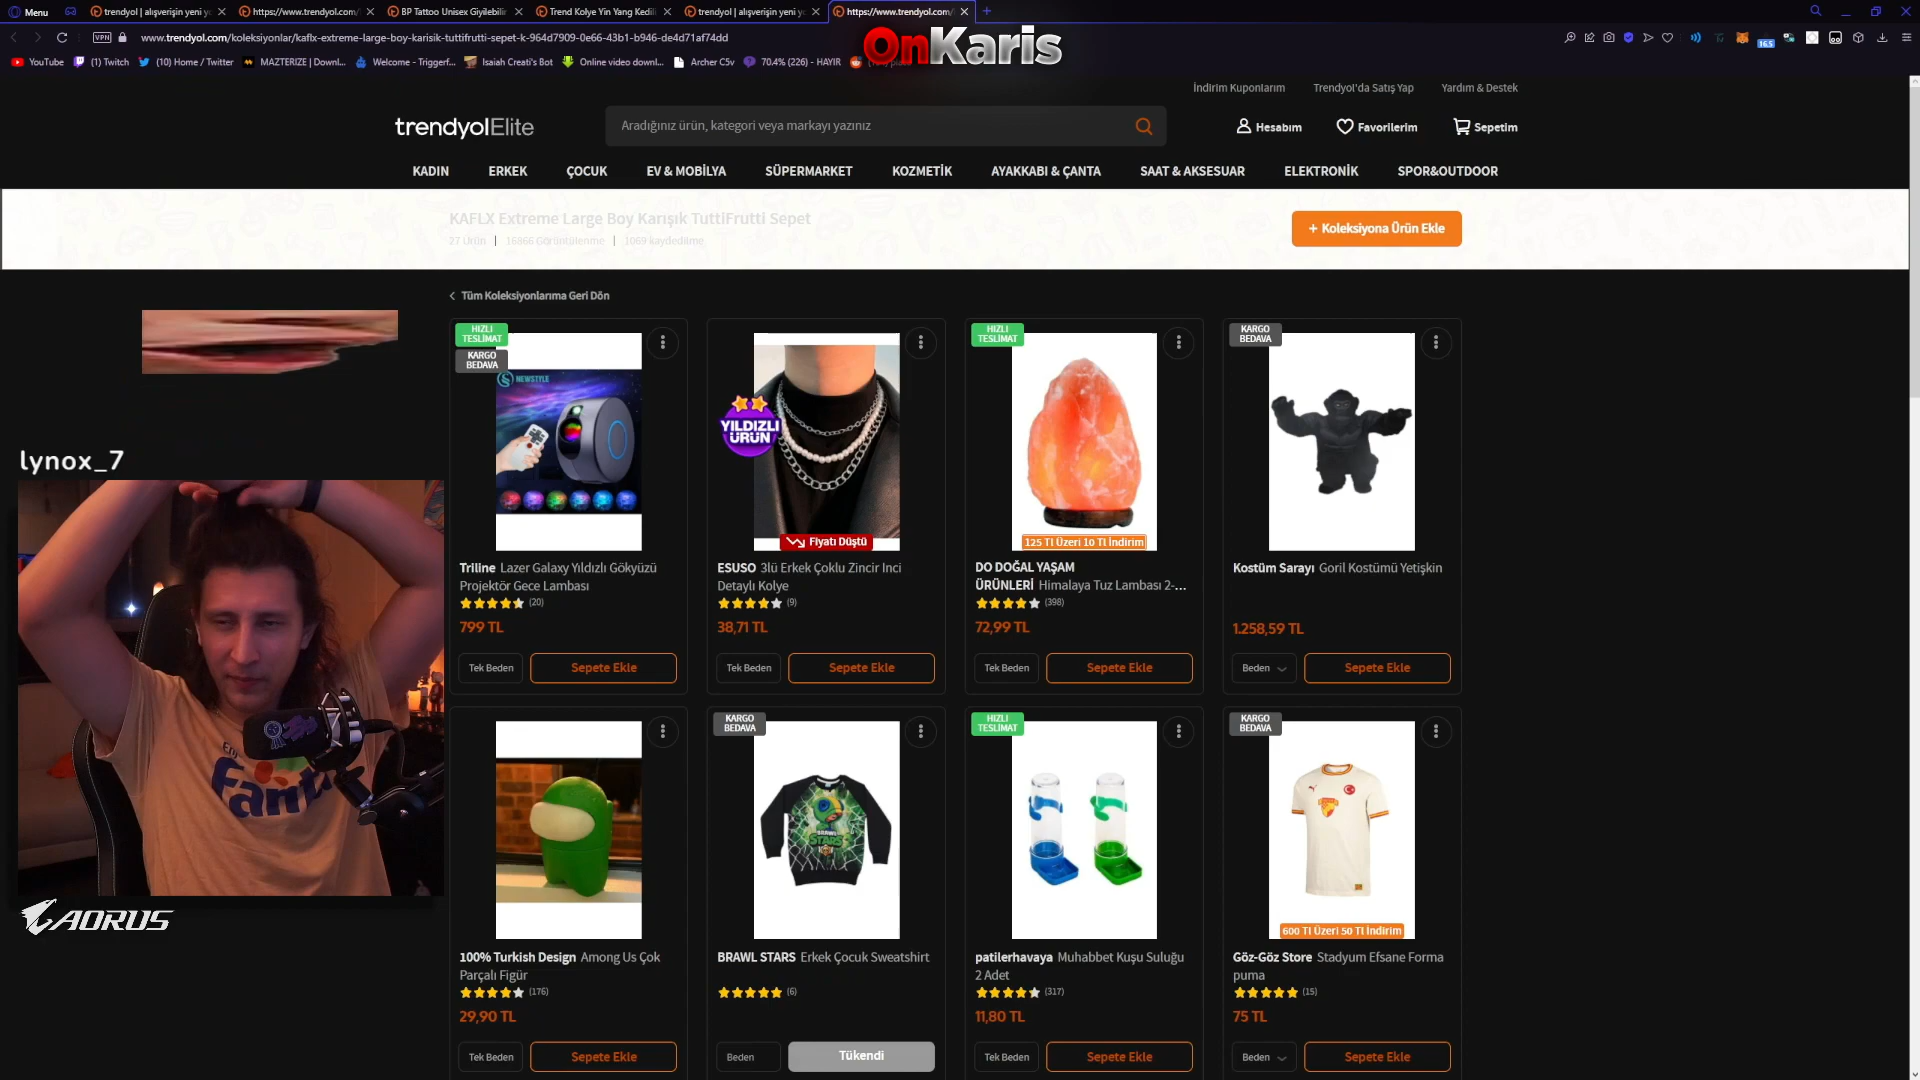 Menu
trendyol | alışverişin yeni y
https://www.trendyol.com/
BP Tattoo Unisex Giyilebilir
Trend Kolye Yin Yang Kedili
trendyol | alışverişin yeni yo
https://www.trendyol.com/
VPN
www.trendyol.com/koleksiyonlar/kaflx-extreme-large-boy-karisik-tuttifrutti-sepet-k-964d7909-0e66-43b1-b946-de4d71af74dd
16.5
OnKaris
YouTube
(1) Twitch
(10) Home / Twitter
MAZTERIZE | Downl...
Welcome - Triggerf...
Isaiah Creati's Bot
Online video downl...
Archer C5v
70.4% (226) - HAYIR
İndirim Kuponlarım
Trendyol'da Satış Yap
Yardım & Destek
trendyolElite
Aradığınız ürün, kategori veya markayı yazınız
Hesabım
Favorilerim
Sepetim
KADIN
ERKEK
ÇOCUK
EV & MOBİLYA
SÜPERMARKET
KOZMETİK
AYAKKABI & ÇANTA
SAAT & AKSESUAR
ELEKTRONİK
SPOR&OUTDOOR
KAFLX Extreme Large Boy Karışık TuttiFrutti Sepet
27 Ürün | 16866 Görüntülenme | 1069 kaydedilme
+ Koleksiyona Ürün Ekle
Tüm Koleksiyonlarıma Geri Dön
HIZLI
TESLİMAT
KARGO
BEDAVA
NEWSTYLE
Triline Lazer Galaxy Yıldızlı Gökyüzü
Projektör Gece Lambası
(20)
799 TL
Tek Beden
Sepete Ekle
YILDIZLI
ÜRÜN
Fiyatı Düştü
ESUSO 3lü Erkek Çoklu Zincir Inci
Detaylı Kolye
(9)
38,71 TL
Tek Beden
Sepete Ekle
HIZLI
TESLİMAT
125 Tl Üzeri 10 Tl İndirim
DO DOĞAL YAŞAM
ÜRÜNLERİ Himalaya Tuz Lambası 2-...
(398)
72,99 TL
Tek Beden
Sepete Ekle
KARGO
BEDAVA
Kostüm Sarayı Goril Kostümü Yetişkin
1.258,59 TL
Beden
Sepete Ekle
lynox_7
Fanta
AORUS
100% Turkish Design Among Us Çok
Parçalı Figür
(176)
29,90 TL
Tek Beden
Sepete Ekle
KARGO
BEDAVA
BRAWL
STARS
BRAWL STARS Erkek Çocuk Sweatshirt
(6)
Beden
Tükendi
HIZLI
TESLİMAT
patilerhavaya Muhabbet Kuşu Suluğu
2 Adet
(317)
11,80 TL
Tek Beden
Sepete Ekle
KARGO
BEDAVA
600 Tl Üzeri 50 Tl İndirim
Göz-Göz Store Stadyum Efsane Forma
puma
(15)
75 TL
Beden
Sepete Ekle